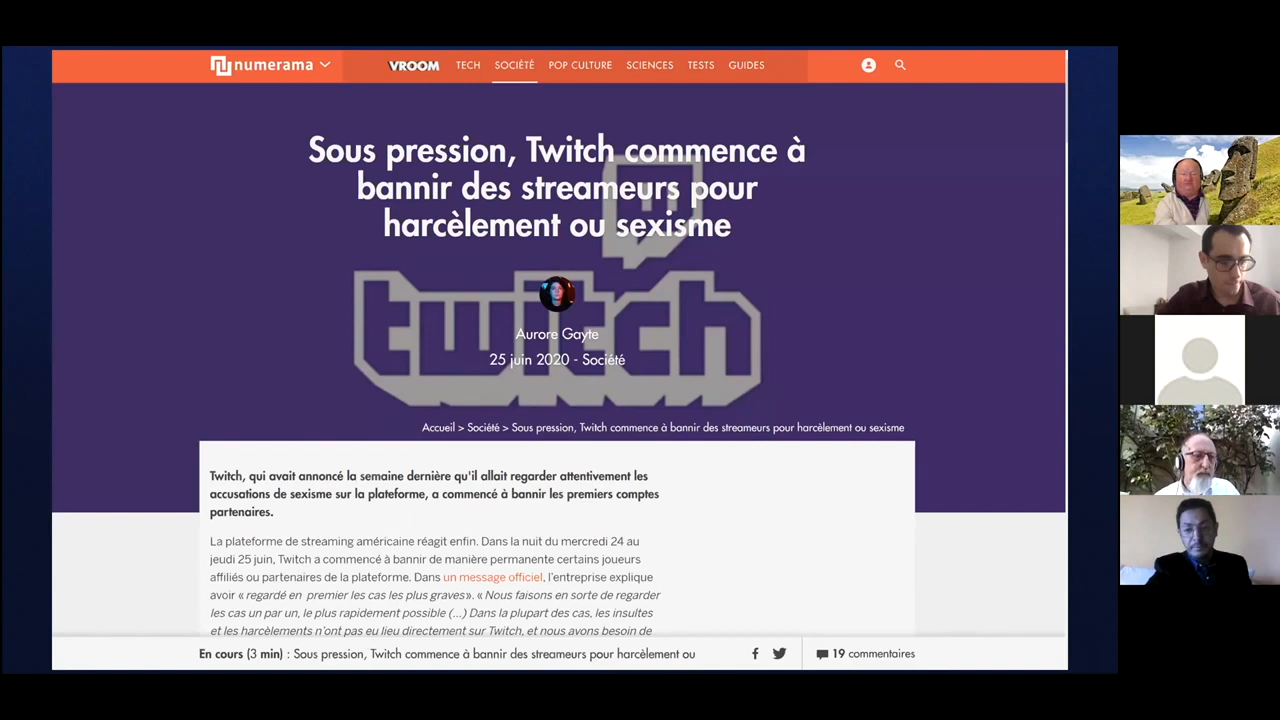 numerama
VROOM TECH SOCIÉTÉ POP CULTURE SCIENCES TESTS GUIDES
Sous pression, Twitch commence à
bannir des streameurs pour
harcèlement ou sexisme
twitch
Aurore Gayte
25 juin 2020 - Société
Accueil > Société > Sous pression, Twitch commence à bannir des streameurs pour harcèlement ou sexisme
Twitch, qui avait annoncé la semaine dernière qu'il allait regarder attentivement les
accusations de sexisme sur la plateforme, a commencé à bannir les premiers comptes
partenaires.
La plateforme de streaming américaine réagit enfin. Dans la nuit du mercredi 24 au
jeudi 25 juin, Twitch a commencé à bannir de manière permanente certains joueurs
affiliés ou partenaires de la plateforme. Dans un message officiel, l'entreprise explique
avoir « regardé en premier les cas les plus graves ». « Nous faisons en sorte de regarder
les cas un par un, le plus rapidement possible (...) Dans la plupart des cas, les insultes
et les harcèlements n'ont pas eu lieu directement sur Twitch, et nous avons besoin de
En cours (3 min) : Sous pression, Twitch commence à bannir des streameurs pour harcèlement ou
19 commentaires